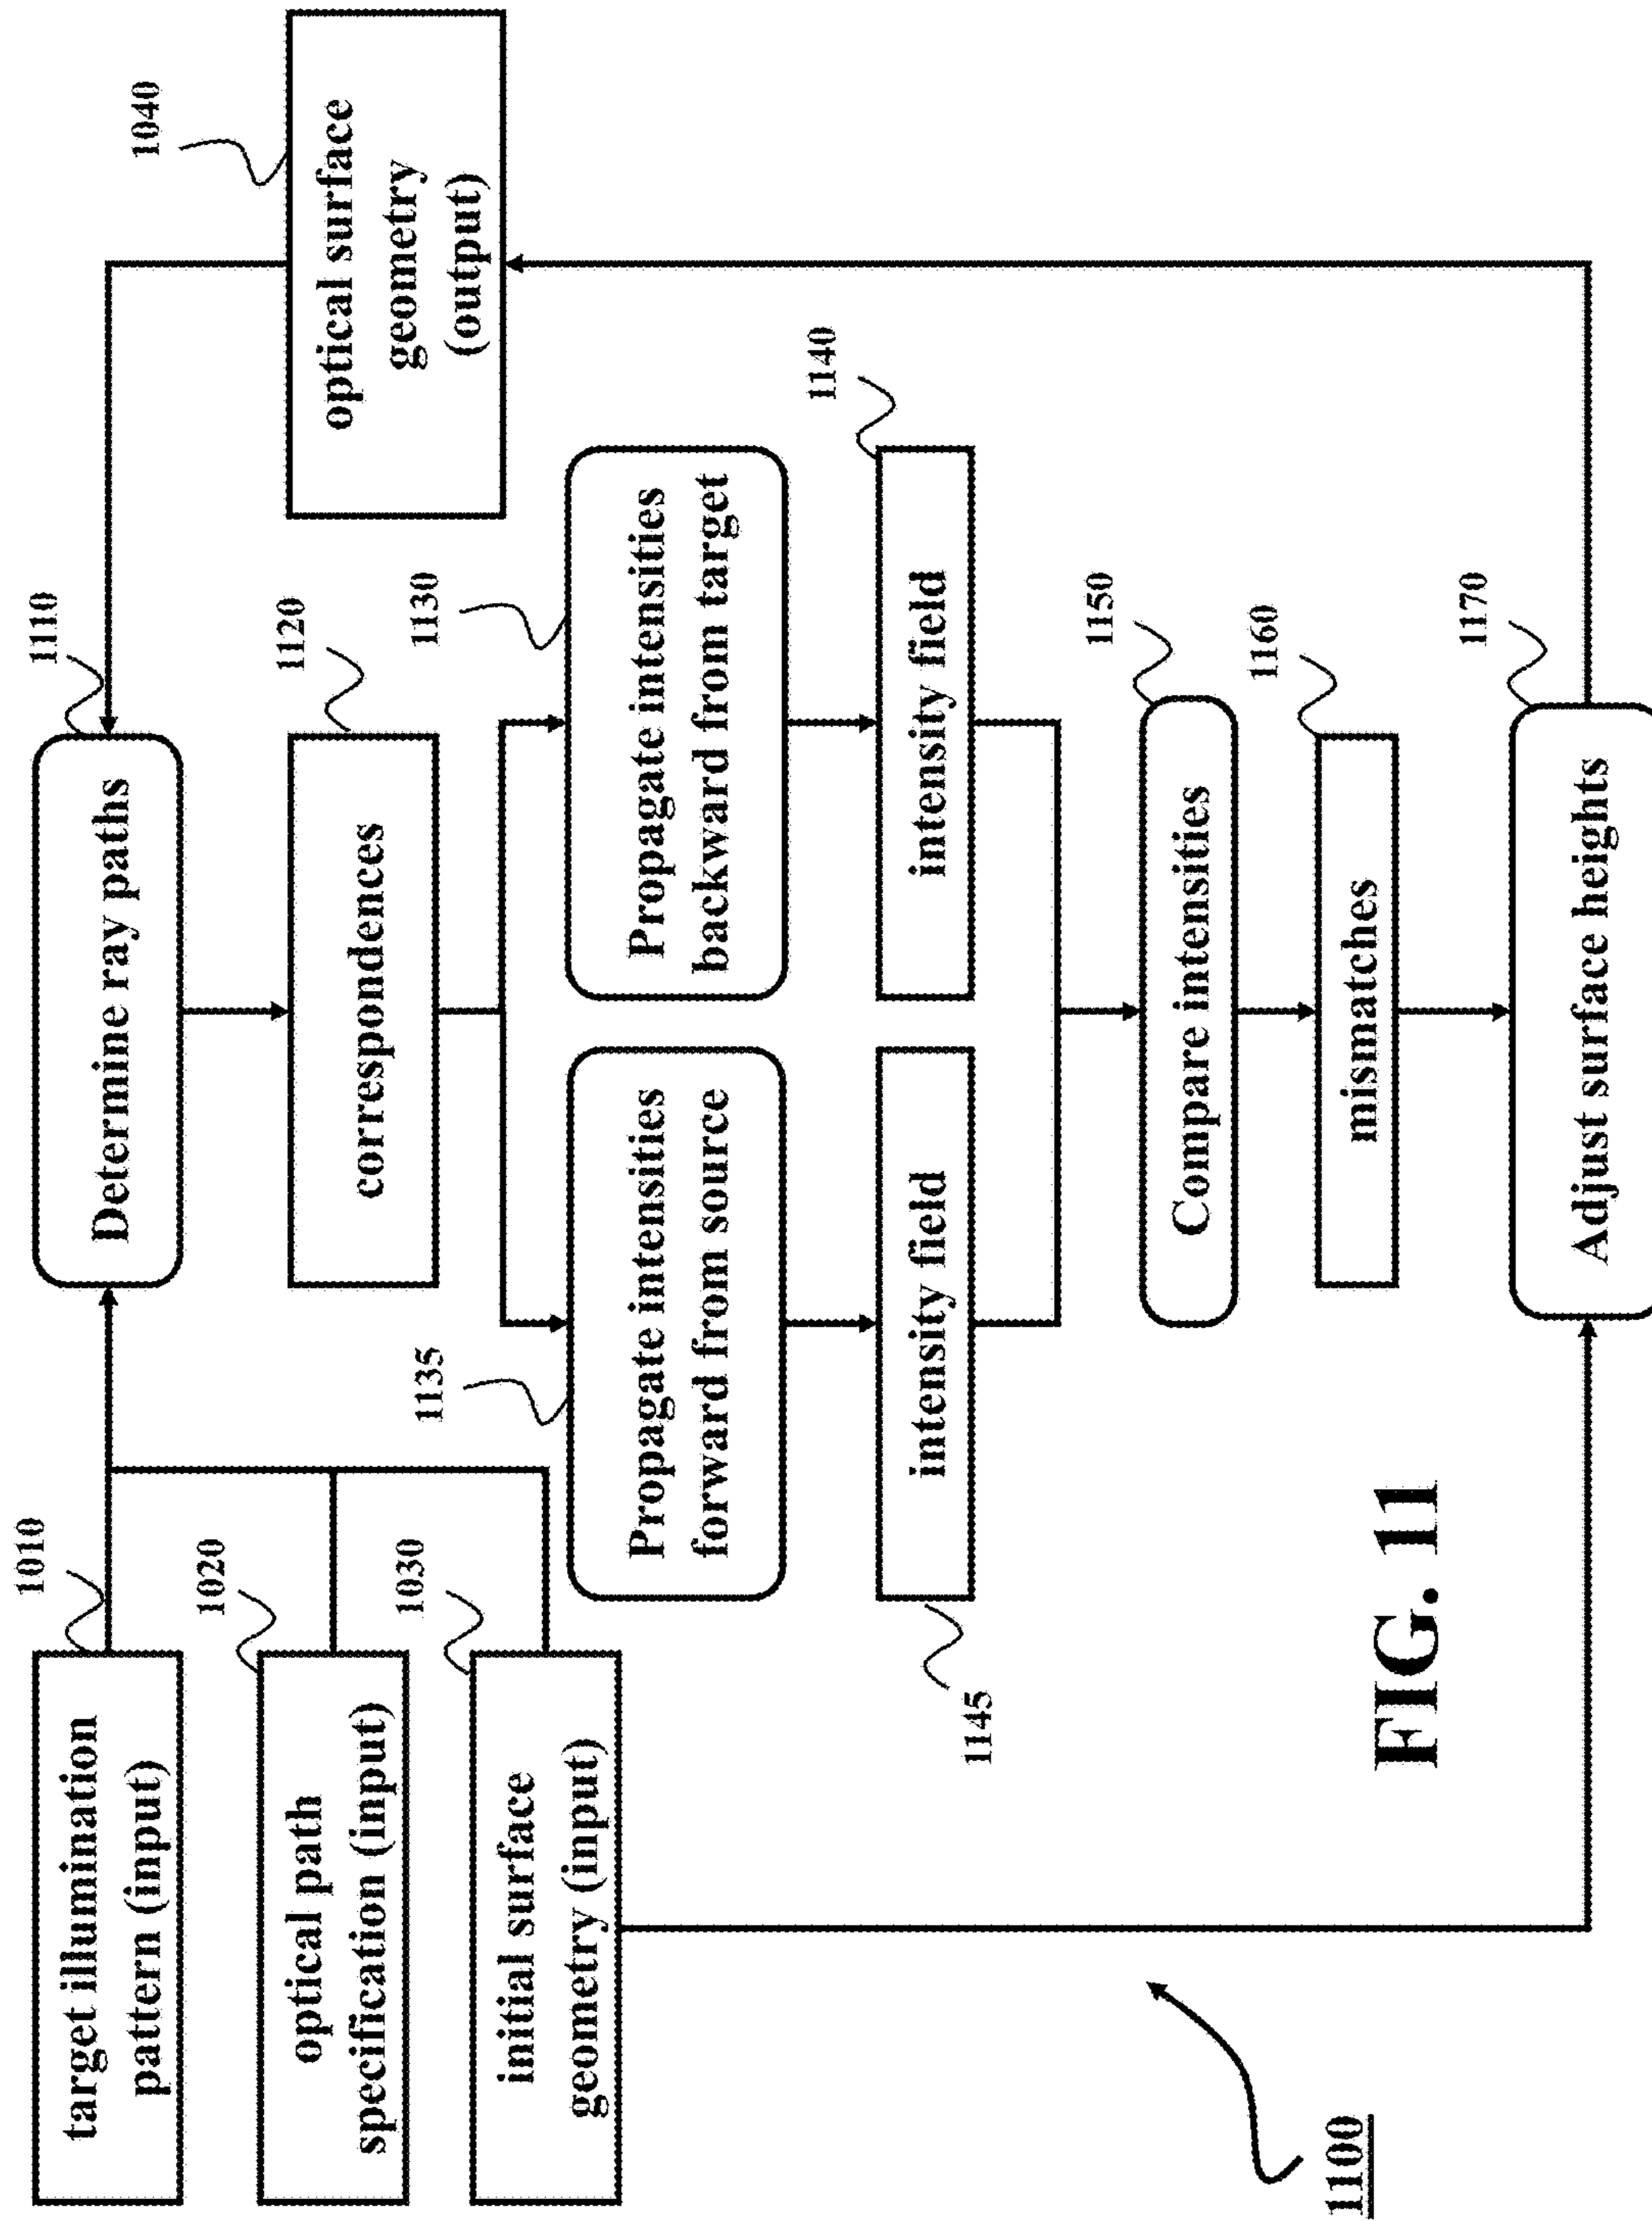 1010
target illumination
pattern (input)
1020
optical path
specification (input)
1030
initial surface
geometry (input)
1110
Determine ray paths
1120
correspondences
1135
Propagate intensities
forward from source
1130
Propagate intensities
backward from target
1145
intensity field
1140
intensity field
1150
Compare intensities
1160
mismatches
1170
Adjust surface heights
1040
optical surface
geometry
(output)
1100
FIG. 11